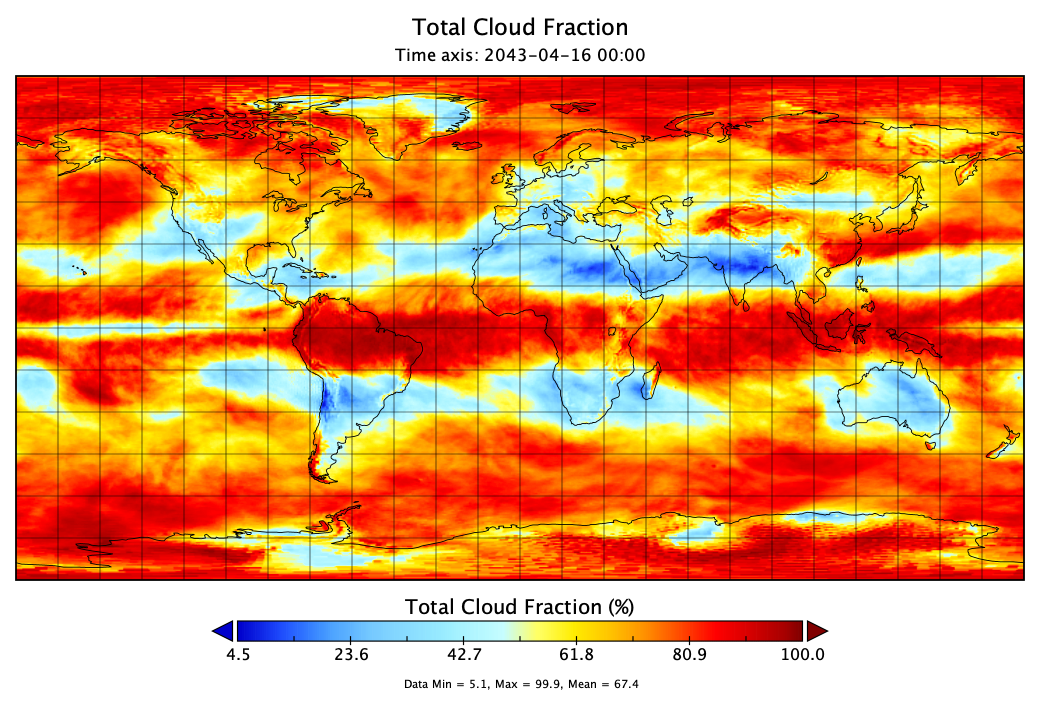 Total Cloud Fraction
Time axis: 2043-04-16 00:00
Total Cloud Fraction (%)
4.5 23.6 42.7 61.8 80.9 100.0
Data Min = 5.1, Max = 99.9, Mean = 67.4